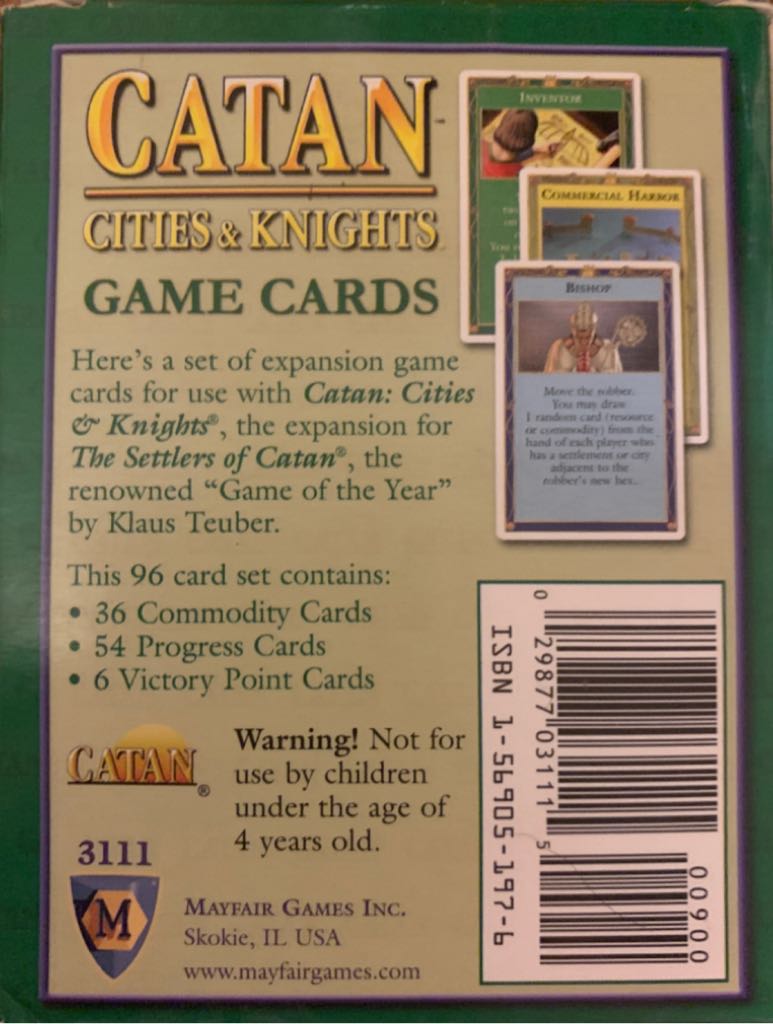 CATAN
CITIES & KNIGHTS
GAME CARDS
Here's a set of expansion game
cards for use with Catan: Cities
& Knights®, the expansion for
The Settlers of Catan®, the
renowned “Game of the Year”
by Klaus Teuber.
This 96 card set contains:
• 36 Commodity Cards
• 54 Progress Cards
• 6 Victory Point Cards
CATAN®
Warning! Not for
use by children
under the age of
4 years old.
3111
M
MAYFAIR GAMES INC.
Skokie, IL USA
www.mayfairgames.com
INVENTOR
COMMERCIAL HARBOR
BISHOP
Move the robber.
You may draw
1 random card (resource
or commodity) from the
hand of each player who
has a settlement or city
adjacent to the
robber's new hex...
0 29877 03111 5
00900
ISBN 1-56905-197-6